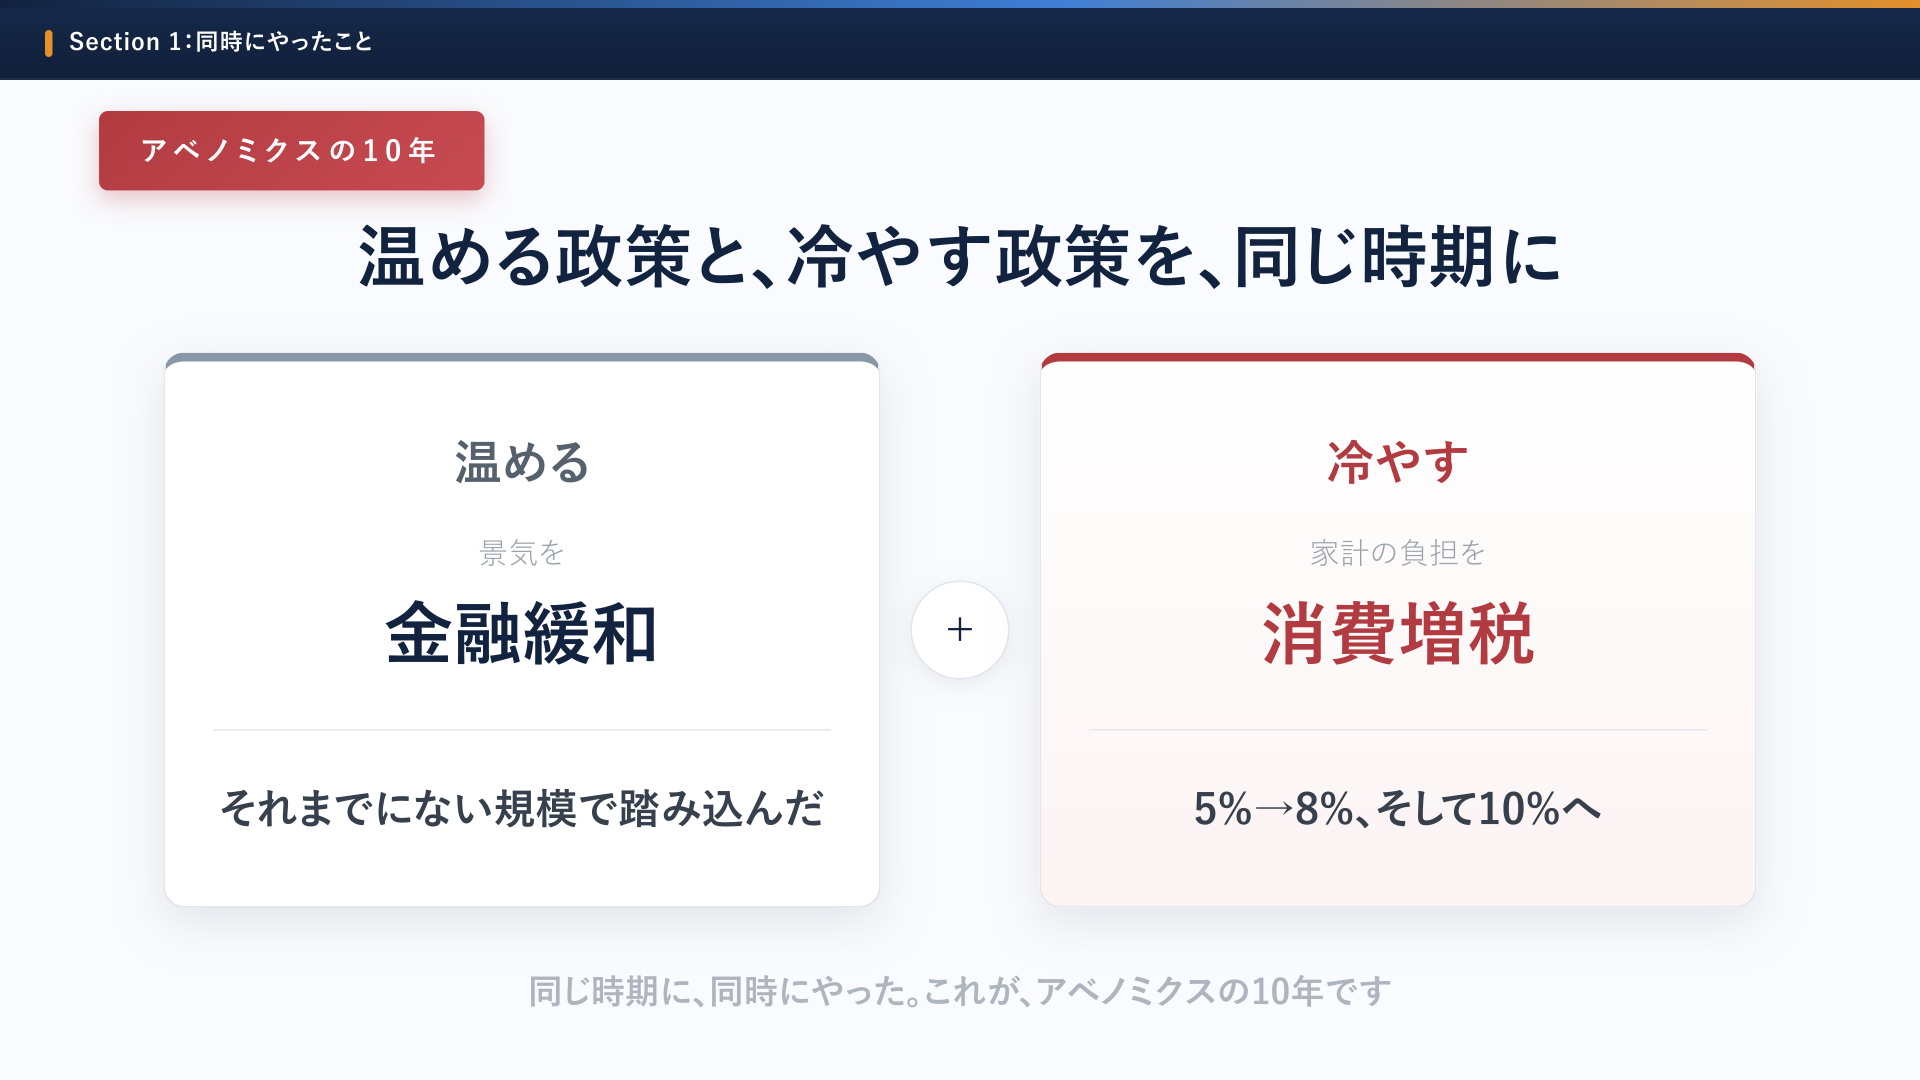 Section 1：同時にやったこと
アベノミクスの10年
温める政策と、冷やす政策を、同じ時期に
温める
景気を
金融緩和
それまでにない規模で踏み込んだ
+
冷やす
家計の負担を
消費増税
5%→8%、そして10%へ
同じ時期に、同時にやった。これが、アベノミクスの10年です